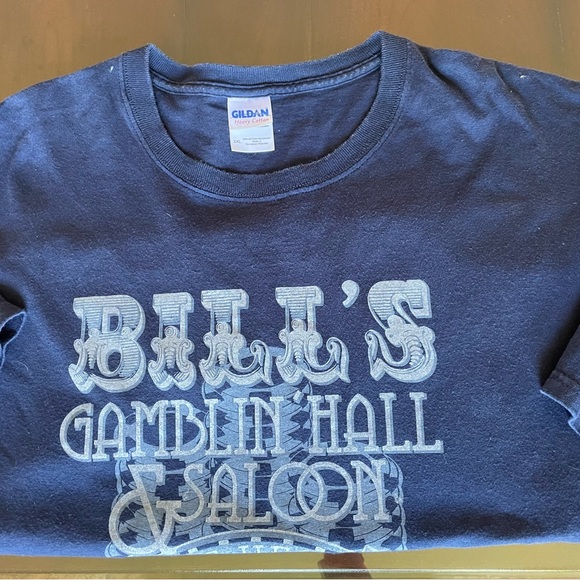 GILDAN
Heavy Cotton
BILL'S
GAMBLIN' HALL
& SALOON